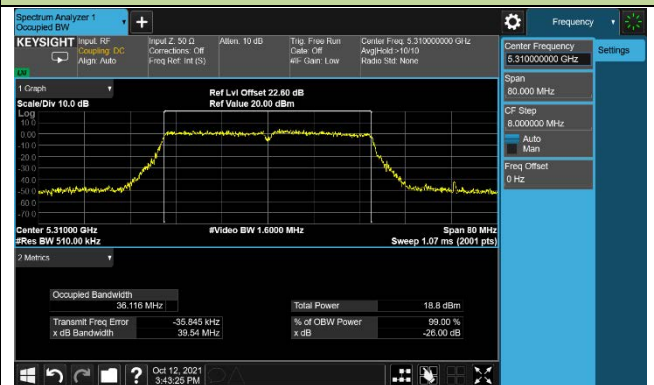 Spectrum Analyzer 1
Occupied BW
Frequency
KEYSIGHT
Input: RF
Coupling: DC
Align: Auto
Input Z: 50 Ω
Corrections: Off
Freq Ref: Int (S)
Atten: 10 dB
Trig: Free Run
Gate: Off
#IF Gain: Low
Center Freq: 5.310000000 GHz
Avg|Hold:>10/10
Radio Std: None
LXI
Center Frequency
5.310000000 GHz
Settings
Span
80.000 MHz
CF Step
8.000000 MHz
Auto
Man
Freq Offset
0 Hz
1 Graph
Scale/Div 10.0 dB
Ref Lvl Offset 22.60 dB
Ref Value 20.00 dBm
Log
10.0
0.00
-10.0
-20.0
-30.0
-40.0
-50.0
-60.0
-70.0
Center 5.31000 GHz
#Video BW 1.6000 MHz
Span 80 MHz
#Res BW 510.00 kHz
Sweep 1.07 ms (2001 pts)
2 Metrics
Occupied Bandwidth
36.116 MHz
Total Power
18.8 dBm
Transmit Freq Error
-35.845 kHz
% of OBW Power
99.00 %
x dB Bandwidth
39.54 MHz
x dB
-26.00 dB
Oct 12, 2021
3:43:25 PM